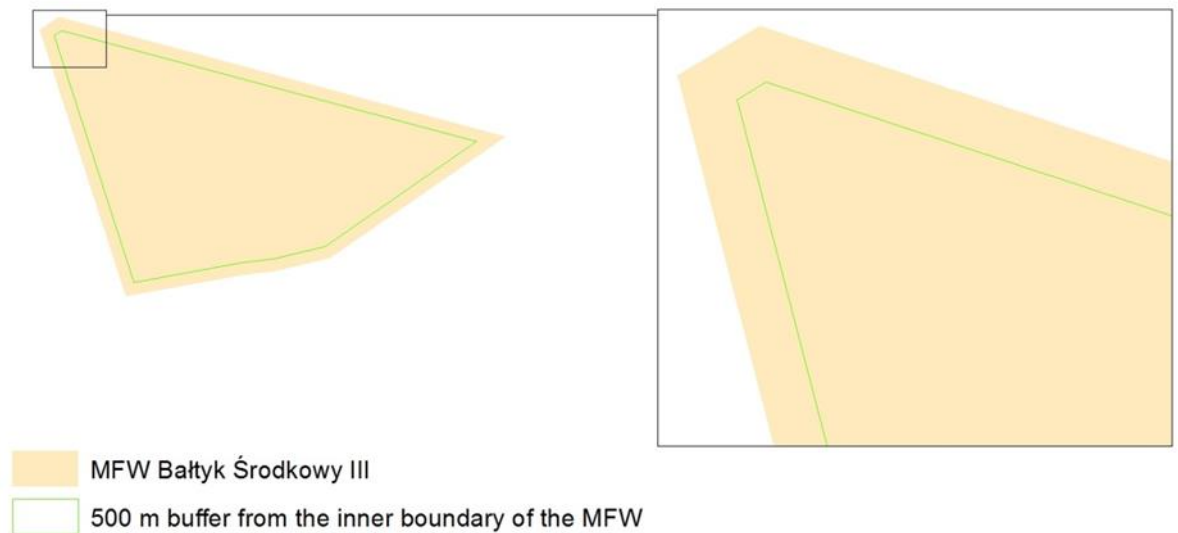 MFW Bałtyk Środkowy III
500 m buffer from the inner boundary of the MFW